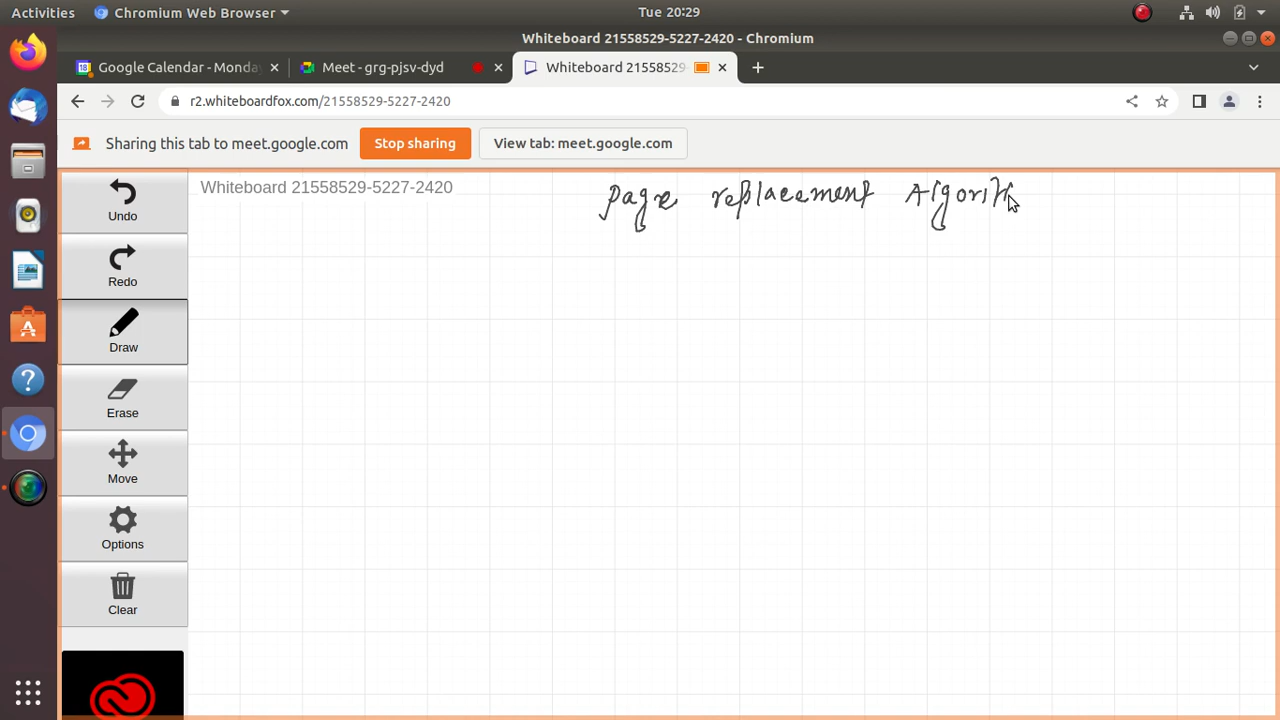 Activities Chromium Web Browser Tue 20:29
Whiteboard 21558529-5227-2420 - Chromium
Google Calendar - Monday Meet - grg-pjsv-dyd Whiteboard 21558529-
r2.whiteboardfox.com/21558529-5227-2420
Sharing this tab to meet.google.com Stop sharing View tab: meet.google.com
Whiteboard 21558529-5227-2420
page replacement Algorith
Undo
Redo
Draw
Erase
Move
Options
Clear